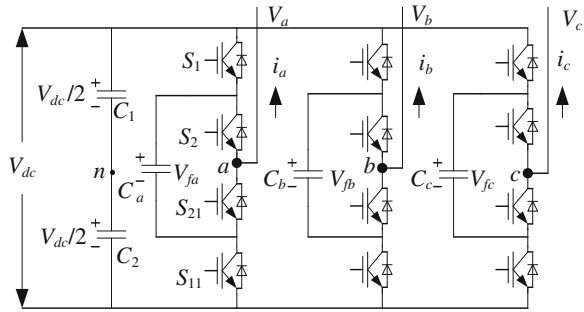 V_a
V_b
V_c
S_1
i_a
i_b
i_c
V_dc/2
+
−
C_1
S_2
V_dc
n
+
C_a−
V_fa
a
+
C_b−
V_fb
b
+
C_c−
V_fc
c
S_21
V_dc/2
+
−
C_2
S_11